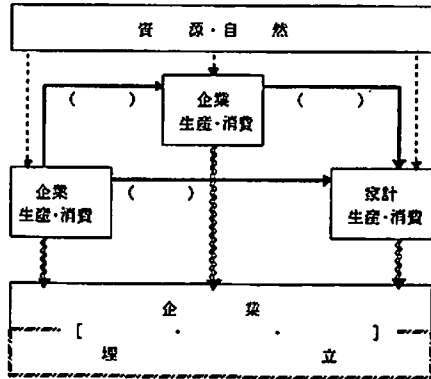 資源・自然
( )
企業
生産・消費
( )
企業
生産・消費
( )
家計
生産・消費
企業
[ ・ ・ ]
埋立